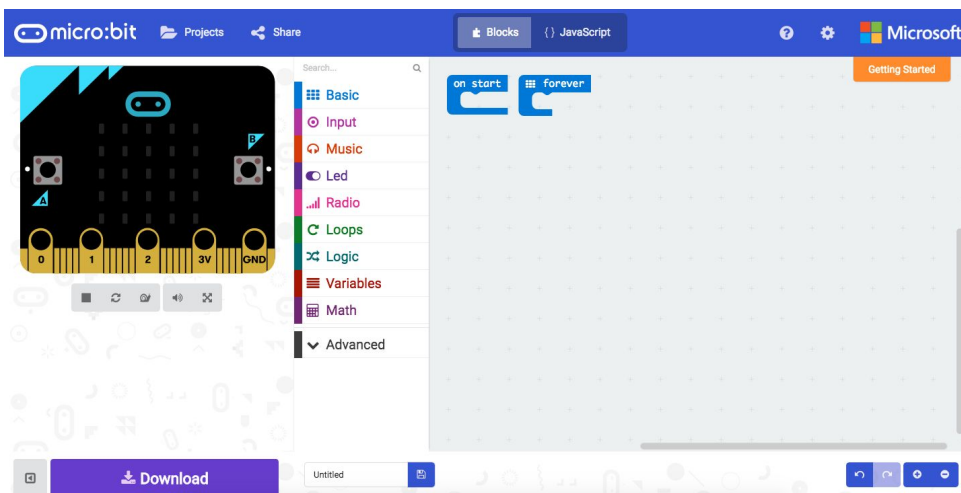 micro:bit Projects Share Blocks {} JavaScript ? Microsoft
Search...
Getting Started
on start forever
Basic
Input
Music
Led
Radio
Loops
Logic
Variables
Math
Advanced
B
A
0 1 2 3V GND
Download
Untitled